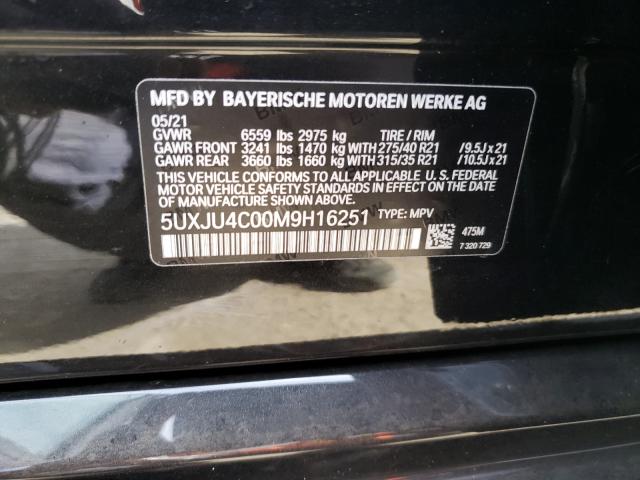 MFD BY BAYERISCHE MOTOREN WERKE AG
05/21
GVWR 6559 lbs 2975 kg TIRE / RIM
GAWR FRONT 3241 lbs 1470 kg WITH 275/40 R21 / 9.5J x 21
GAWR REAR 3660 lbs 1660 kg WITH 315/35 R21 / 10.5J x 21
THIS VEHICLE CONFORMS TO ALL APPLICABLE U. S. FEDERAL
MOTOR VEHICLE SAFETY STANDARDS IN EFFECT ON THE DATE
OF MANUFACTURE SHOWN ABOVE.
5UXJU4C00M9H16251 TYPE: MPV
475M
7 320 729